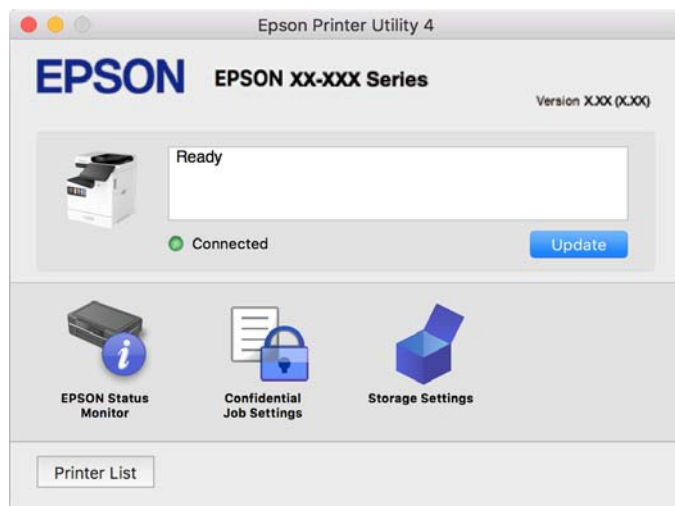 Epson Printer Utility 4
EPSON
EPSON XX-XXX Series
Version X.XX (X.XX)
Ready
Connected
Update
EPSON Status
Monitor
Confidential
Job Settings
Storage Settings
Printer List